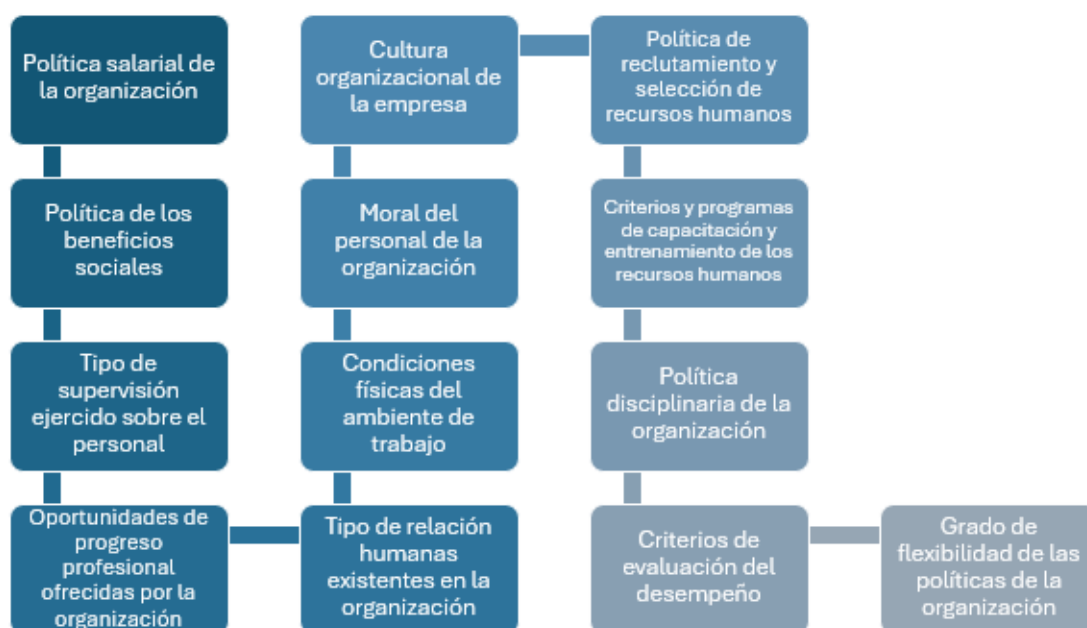 Política salarial de
la organización
Política de los
beneficios
sociales
Tipo de
supervisión
ejercido sobre el
personal
Oportunidades de
progreso
profesional
ofrecidas por la
organización
Tipo de relación
humanas
existentes en la
organización
Condiciones
físicas del
ambiente de
trabajo
Moral del
personal de la
organización
Cultura
organizacional de
la empresa
Política de
reclutamiento y
selección de
recursos humanos
Criterios y programas
de capacitación y
entrenamiento de los
recursos humanos
Política
disciplinaria de la
organización
Criterios de
evaluación del
desempeño
Grado de
flexibilidad de las
políticas de la
organización